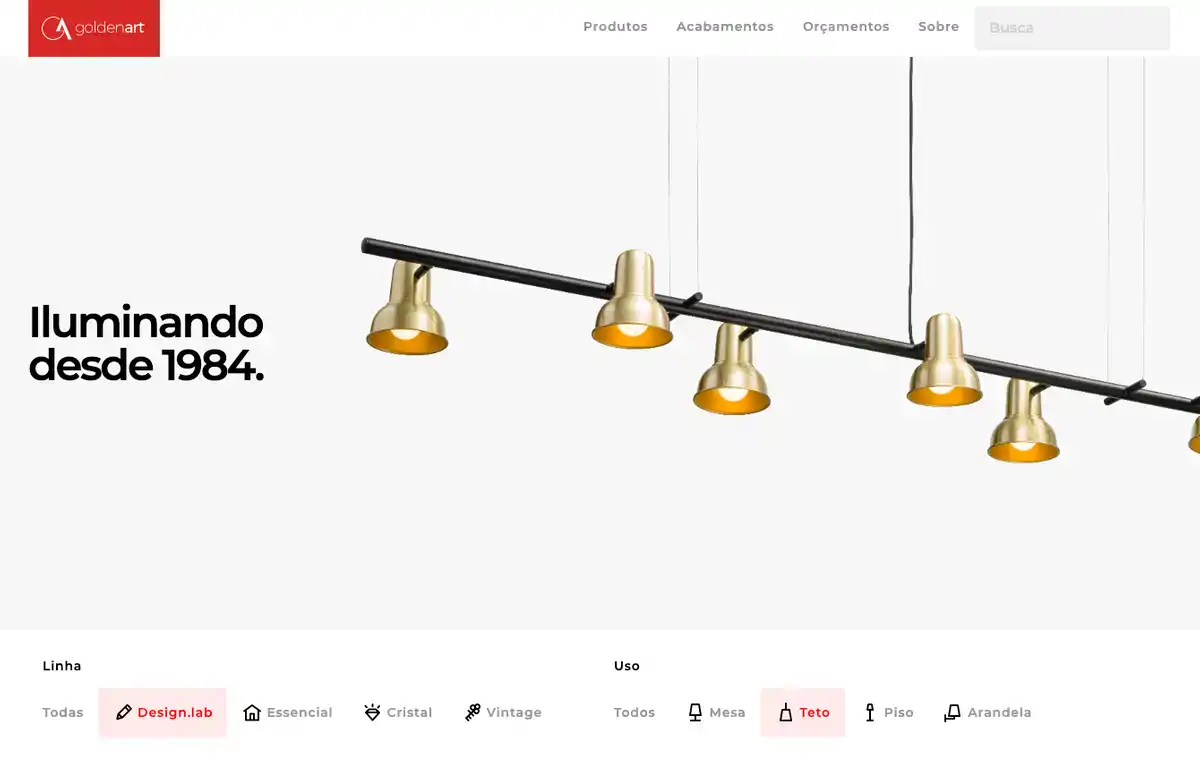 goldenart
Produtos Acabamentos Orçamentos Sobre Busca
Iluminando
desde 1984.
Linha
Todas Design.lab Essencial Cristal Vintage
Uso
Todos Mesa Teto Piso Arandela